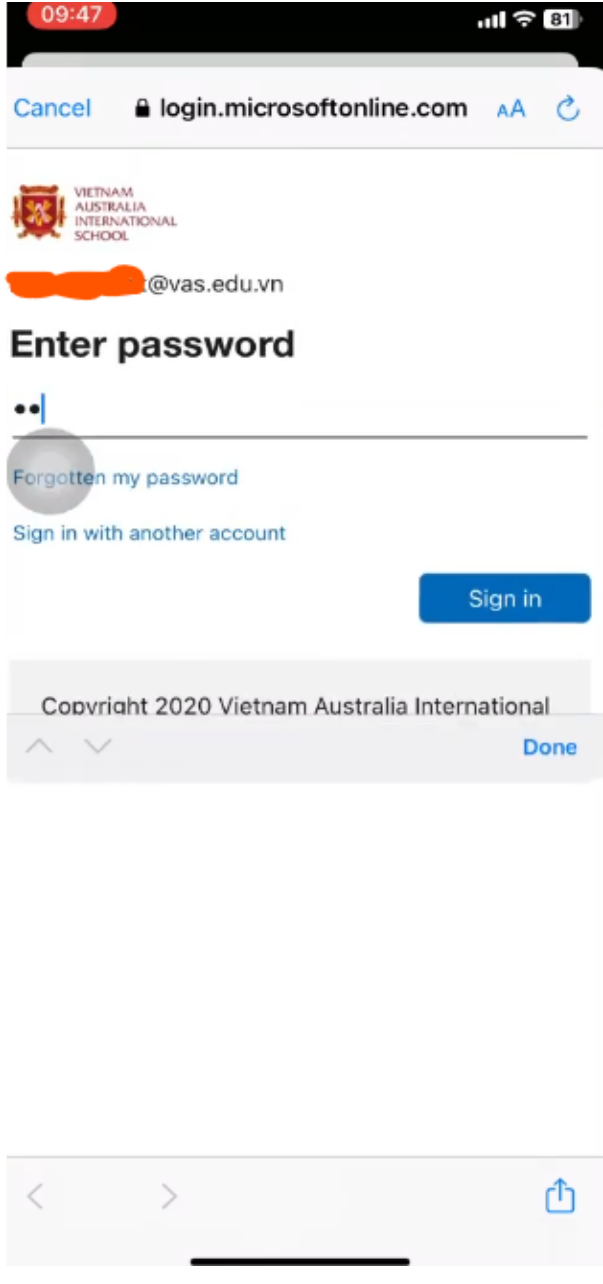 09:47
81
Cancel login.microsoftonline.com AA
VIETNAM
AUSTRALIA
INTERNATIONAL
SCHOOL
@vas.edu.vn
Enter password
Forgotten my password
Sign in with another account
Sign in
Copyright 2020 Vietnam Australia International
Done